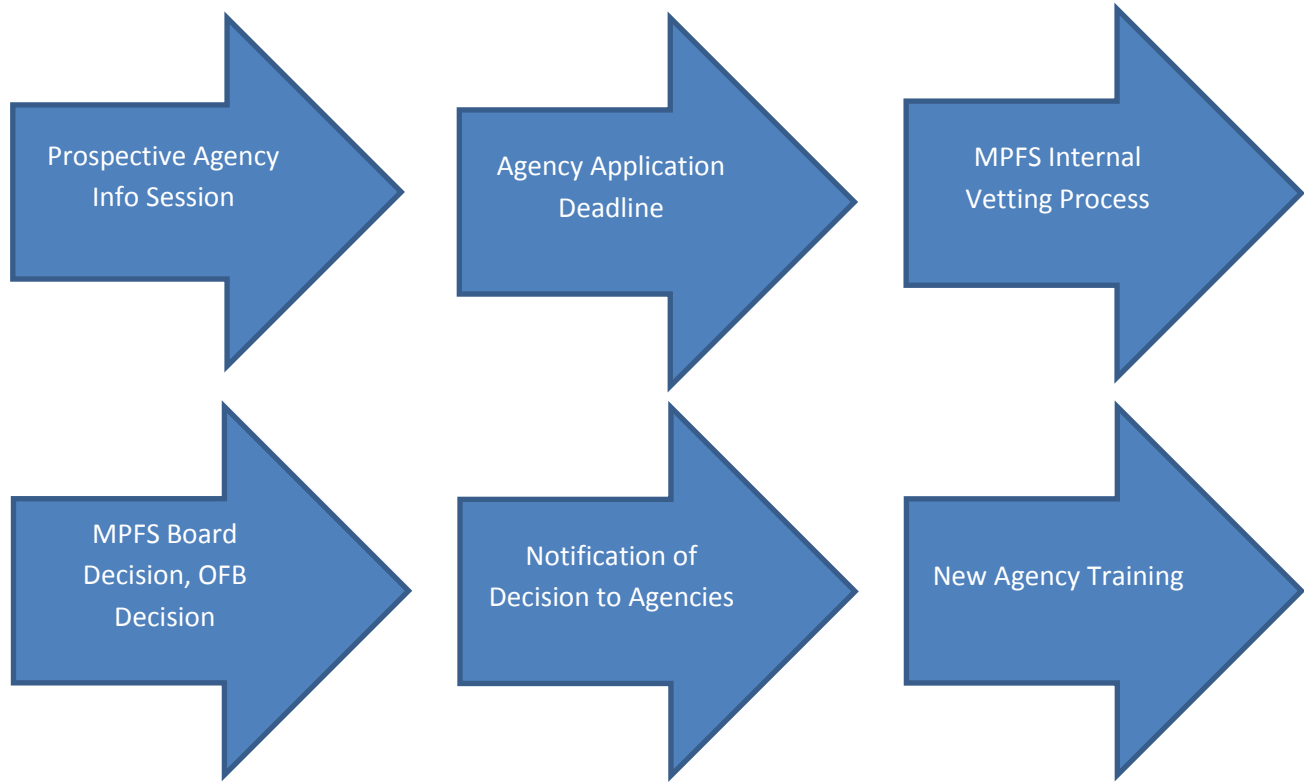 Prospective Agency
Info Session
Agency Application
Deadline
MPFS Internal
Vetting Process
MPFS Board
Decision, OFB
Decision
Notification of
Decision to Agencies
New Agency Training